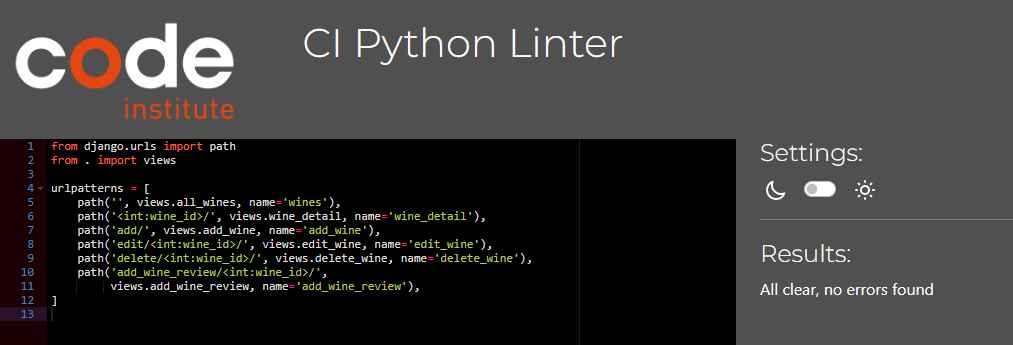 code
institute
CI Python Linter
1 from django.urls import path
2 from . import views
3
4 urlpatterns = [
5     path('', views.all_wines, name='wines'),
6     path('<int:wine_id>/', views.wine_detail, name='wine_detail'),
7     path('add/', views.add_wine, name='add_wine'),
8     path('edit/<int:wine_id>/', views.edit_wine, name='edit_wine'),
9     path('delete/<int:wine_id>/', views.delete_wine, name='delete_wine'),
10     path('add_wine_review/<int:wine_id>/',
11          views.add_wine_review, name='add_wine_review'),
12 ]
13
Settings:
Results:
All clear, no errors found